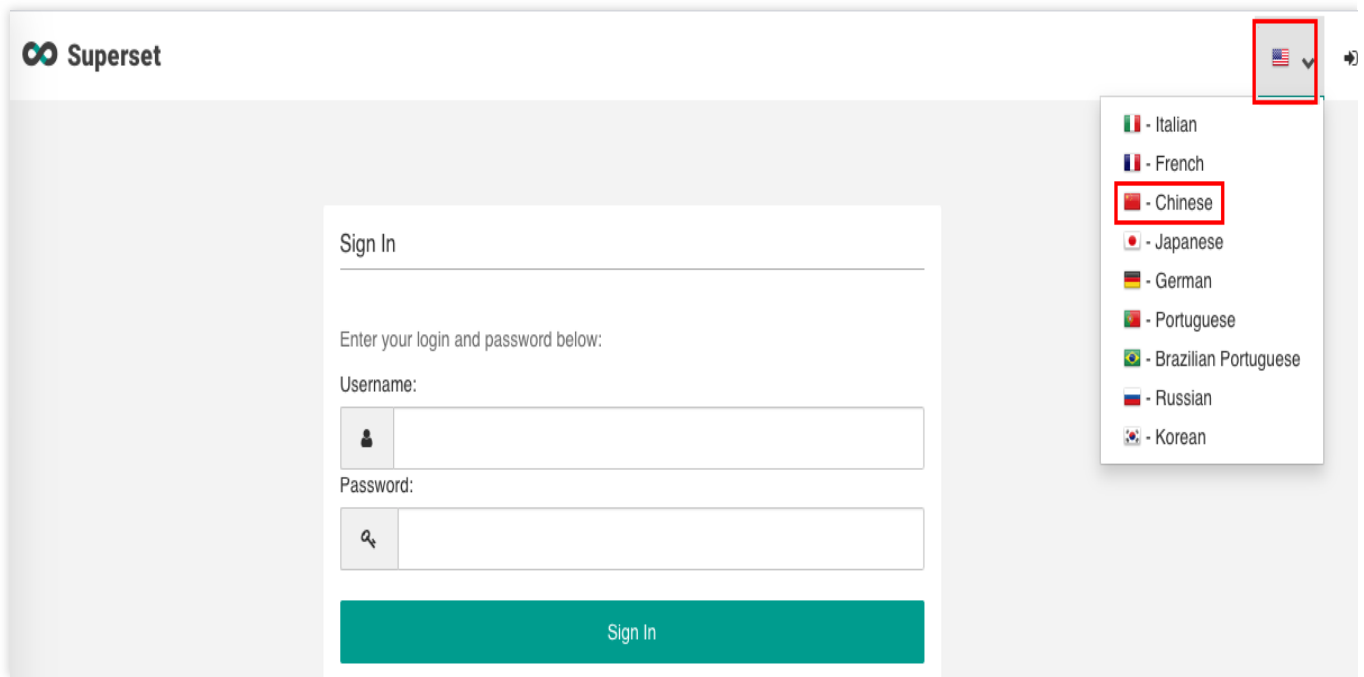 Superset
- Italian
- French
- Chinese
- Japanese
- German
- Portuguese
- Brazilian Portuguese
- Russian
- Korean
Sign In
Enter your login and password below:
Username:
Password:
Sign In